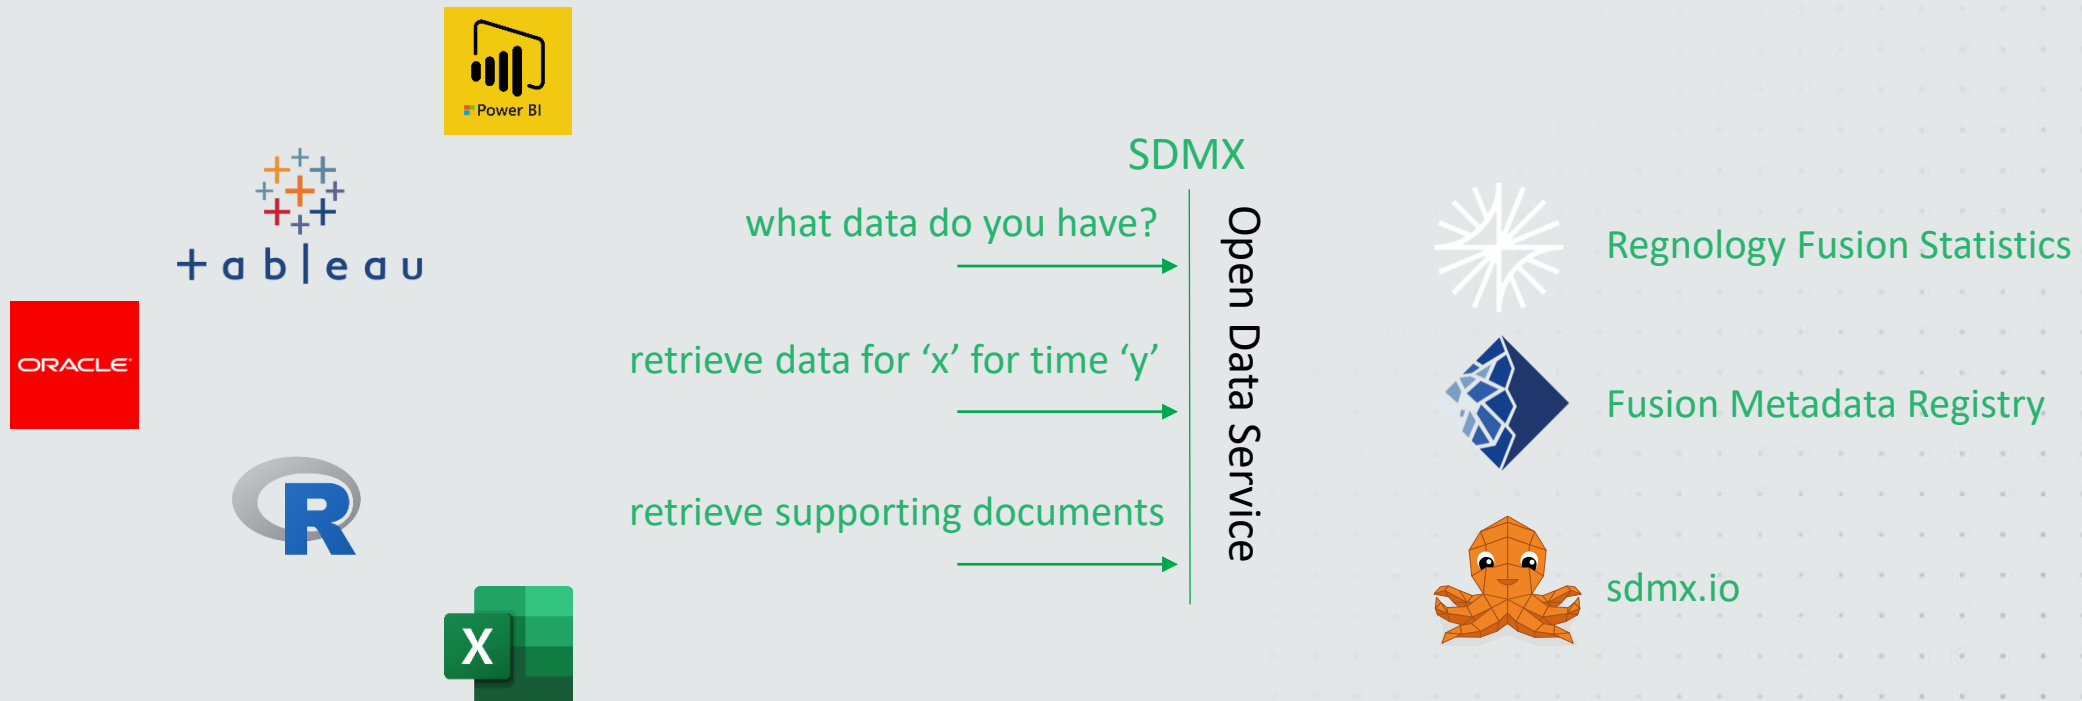 Power BI
+ a b | e a u
ORACLE
R
X
SDMX
what data do you have?
retrieve data for ‘x’ for time ‘y’
retrieve supporting documents
Open Data Service
Regnology Fusion Statistics
Fusion Metadata Registry
sdmx.io